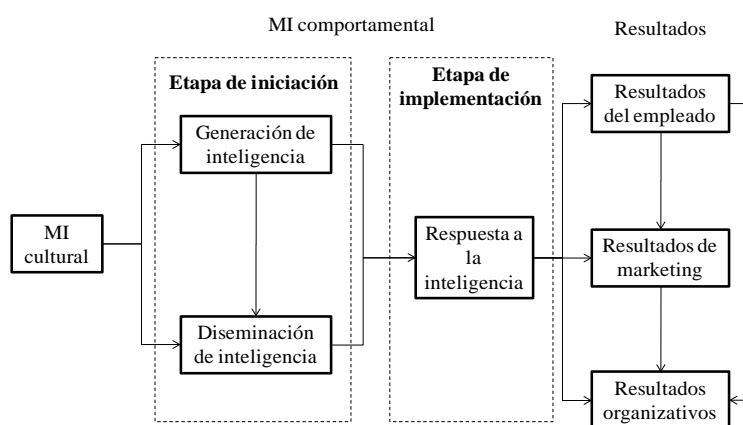 MI comportamental
Resultados
Etapa de iniciación
Etapa de
implementación
Resultados
del empleado
Generación de
inteligencia
MI
cultural
Respuesta a
la
inteligencia
Resultados de
marketing
Diseminación
de inteligencia
Resultados
organizativos